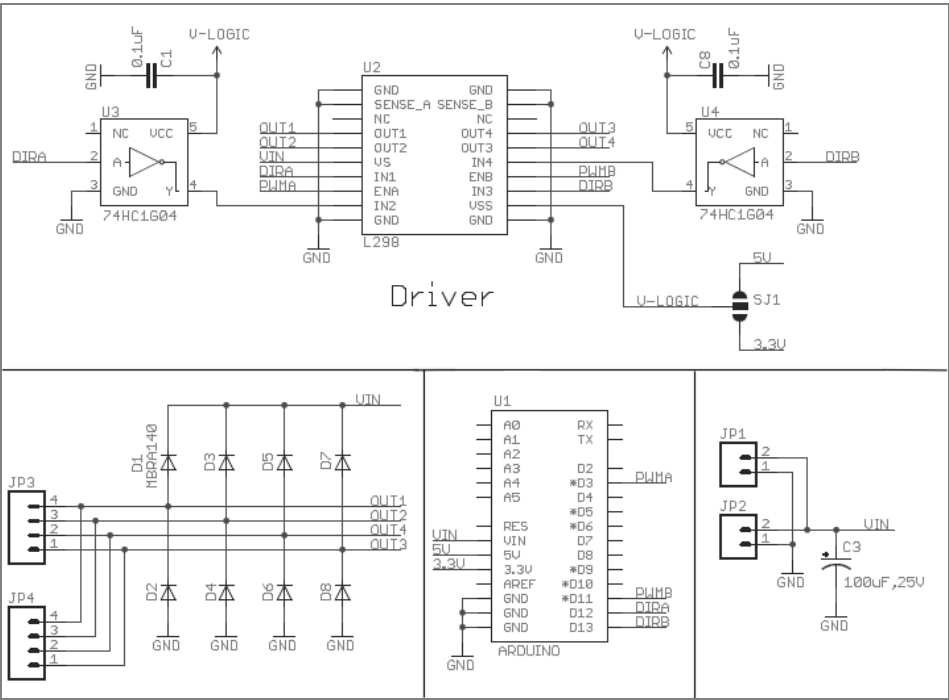 V-LOGIC
0.1uF
C1
GND
U3
1 NC VCC 5
DIRA 2 A
3 GND Y 4
GND
74HC1G04
U2
GND GND
SENSE_A SENSE_B
NC NC
OUT1 OUT1 OUT4 OUT3
OUT2 OUT2 OUT3 OUT4
VIN VS IN4
DIRA IN1 ENB PWMB
PWMA ENA IN3 DIRB
IN2 VSS
GND GND
L298
GND GND
V-LOGIC
C8
0.1uF
GND
U4
5 VCC NC 1
A 2 DIRB
4 Y GND 3
74HC1G04
GND
Driver
5V
V-LOGIC SJ1
3.3V
VIN
D1
MBRA140
D3
D5
D7
JP3
4 OUT1
3 OUT2
2 OUT4
1 OUT3
D2
D4
D6
D8
JP4
4
3
2
1
GND GND GND GND
U1
A0 RX
A1 TX
A2
A3 D2
A4 *D3 PWMA
A5 D4
*D5
RES *D6
VIN VIN D7
5V 5V D8
3.3V 3.3V *D9
AREF *D10
GND *D11 PWMB
GND D12 DIRA
GND D13 DIRB
GND
ARDUINO
JP1
2
1
JP2
2 VIN
1
GND
C3
100uF,25V
GND